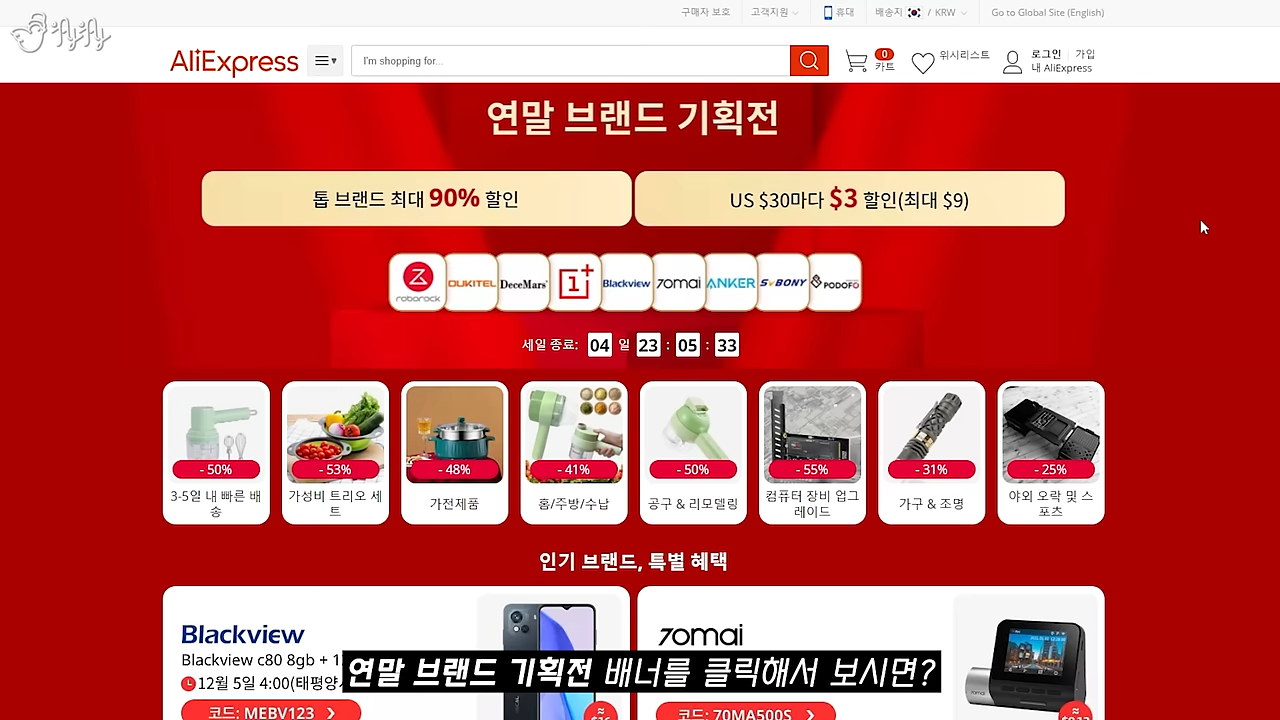 구매자 보호 고객지원 휴대 배송지 / KRW Go to Global Site (English)
AliExpress I'm shopping for... 0 카트 위시리스트 로그인 가입
내 AliExpress
연말 브랜드 기획전
톱 브랜드 최대 90% 할인 US $30마다 $3 할인(최대 $9)
roborock OUKITEL DeceMars 1+ Blackview 70mai ANKER SVBONY PODOFO
세일 종료: 04 일 23 : 05 : 33
- 50% - 53% - 48% - 41% - 50% - 55% - 31% - 25%
3-5일 내 빠른 배송 가성비 트리오 세트 가전제품 홈/주방/수납 공구 & 리모델링 컴퓨터 장비 업그레이드 가구 & 조명 야외 오락 및 스포츠
인기 브랜드, 특별 혜택
Blackview 70mai
Blackview c80 8gb + 1
12월 5일 4:00(태평양
연말 브랜드 기획전 배너를 클릭해서 보시면?
코드: MEBV123 코드: 70MA500S